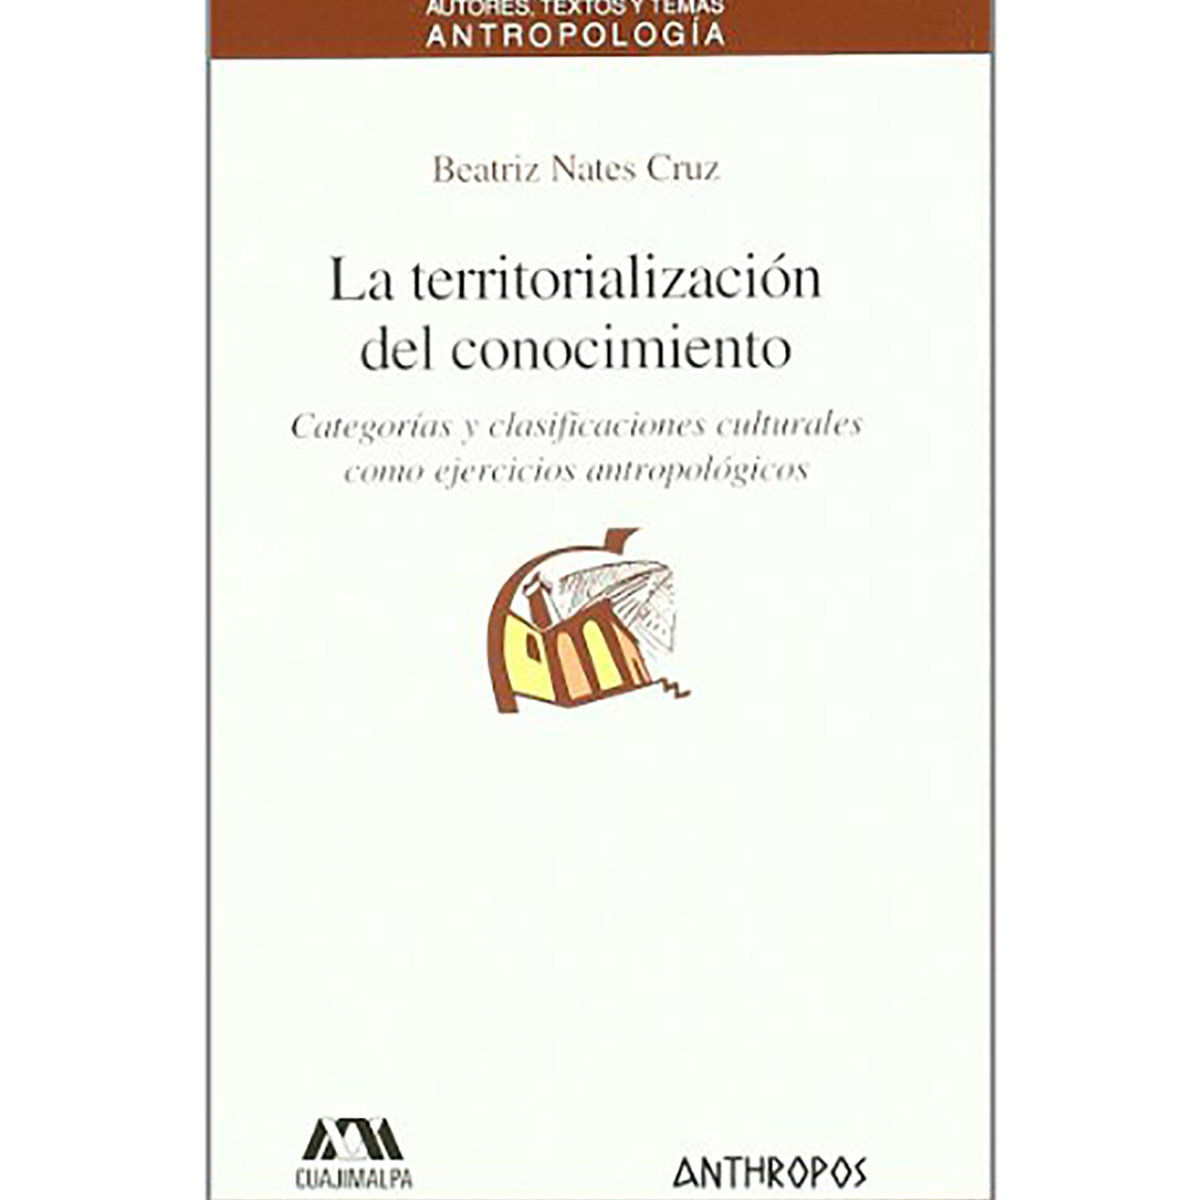 AUTORES, TEXTOS Y TEMAS
ANTROPOLOGÍA
Beatriz Nates Cruz
La territorialización
del conocimiento
Categorías y clasificaciones culturales
como ejercicios antropológicos
CUAJIMALPA
ANTHROPOS